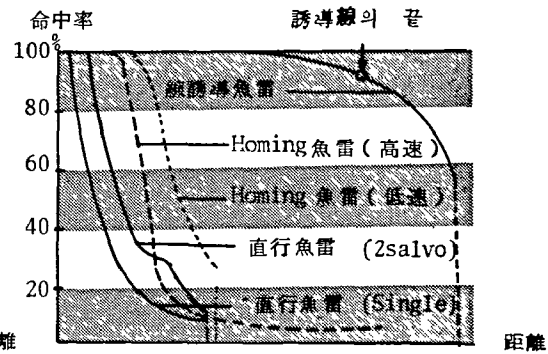 命中率
誘導線의 끝
100%
80
60
40
20
線誘導魚雷
Homing魚雷(高速)
Homing魚雷(低速)
直行魚雷 (2salvo)
直行魚雷 (Single)
離
距離